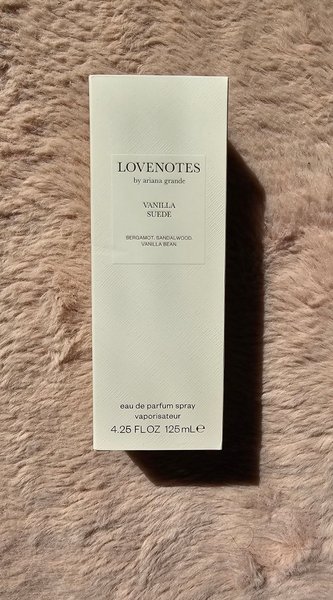 LOVENOTES
by ariana grande
VANILLA
SUEDE
BERGAMOT, SANDALWOOD,
VANILLA BEAN
eau de parfum spray
vaporisateur
4.25 FL OZ 125 mL ℮